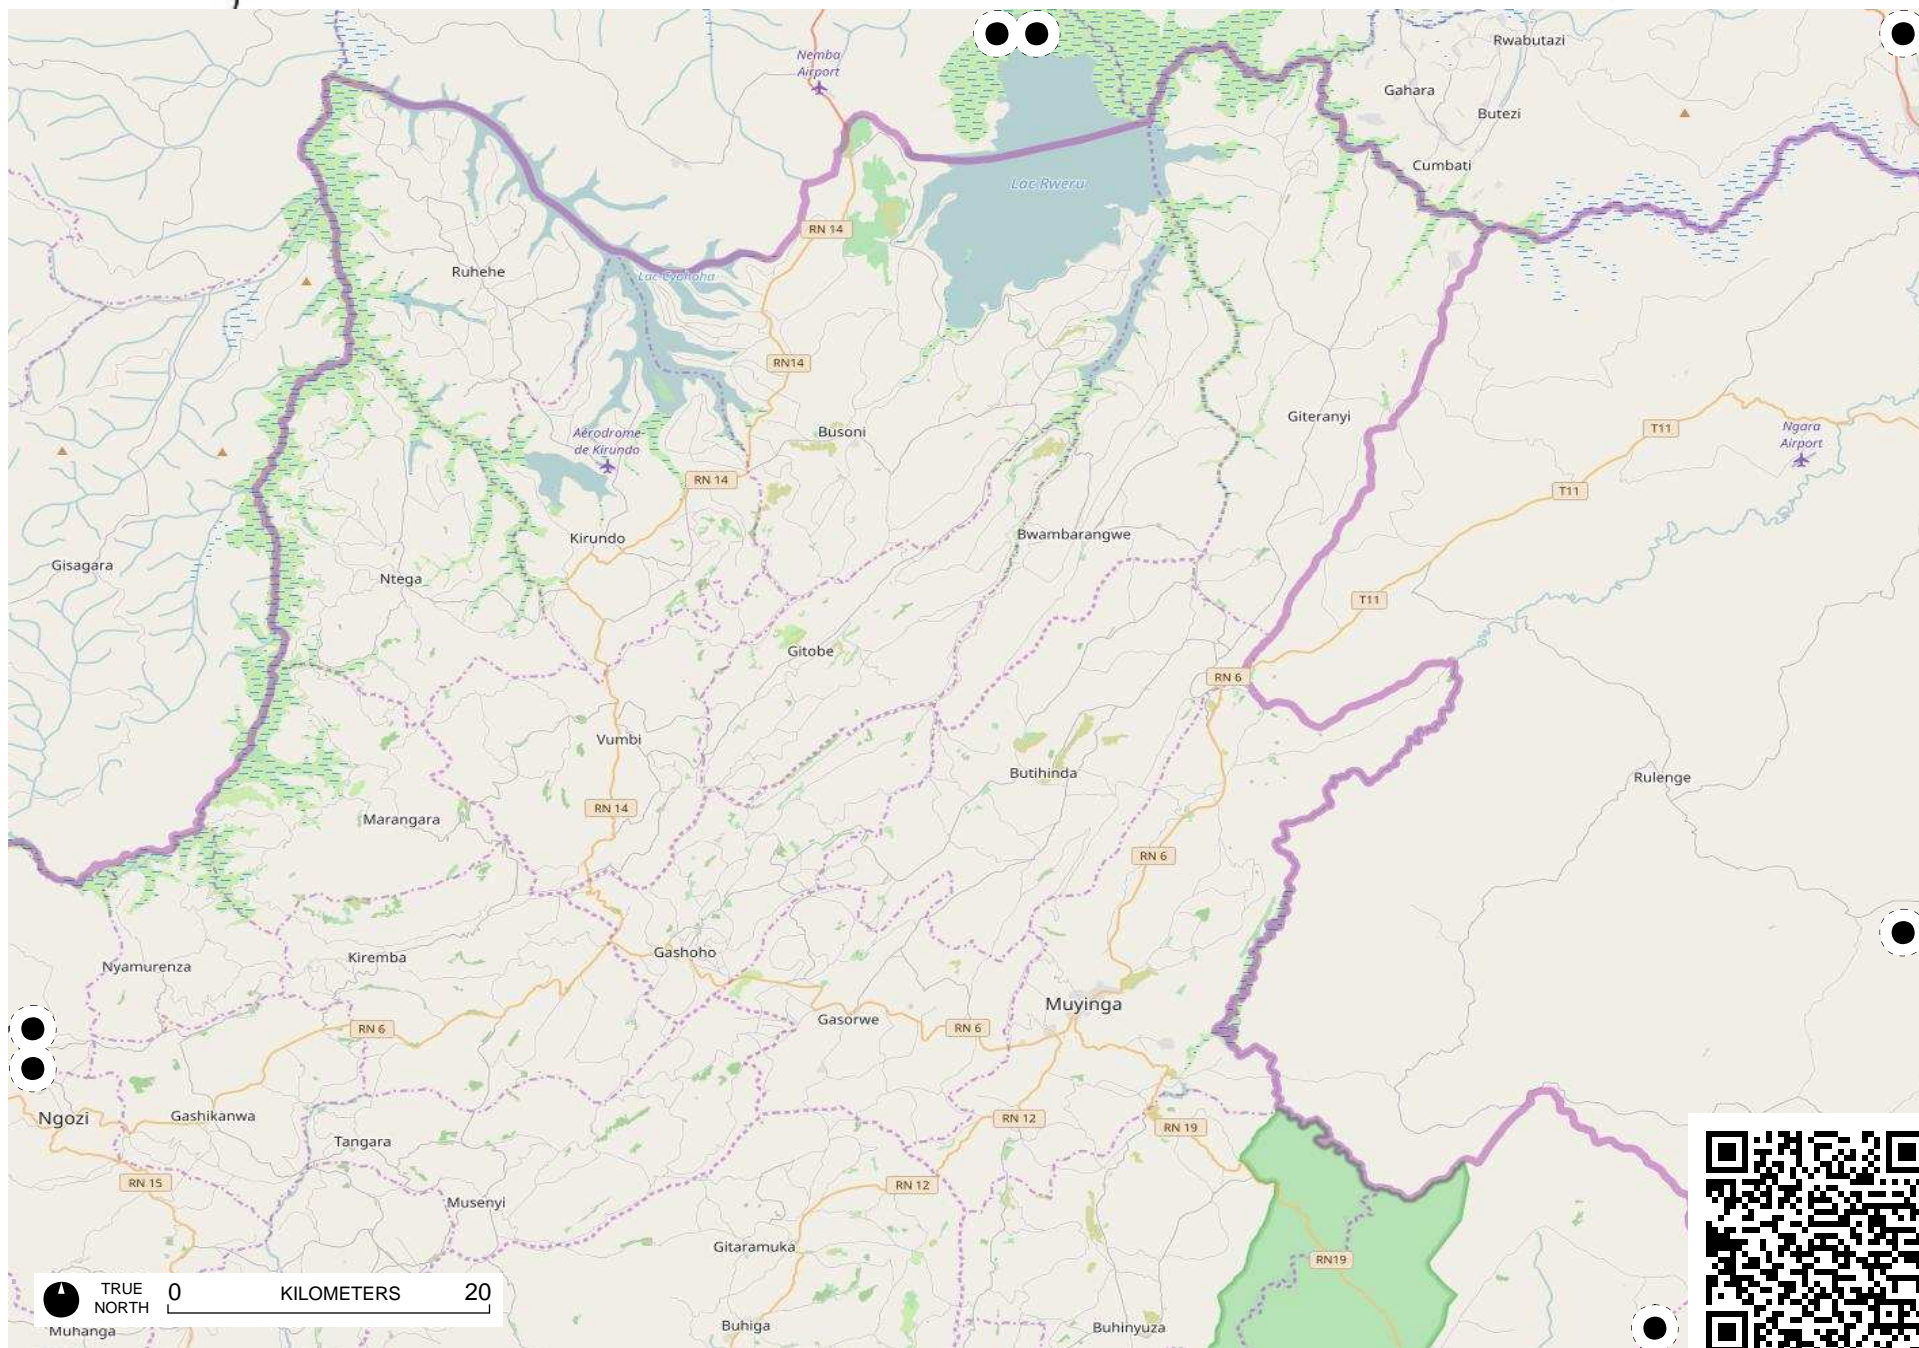 Rwabutazi
Nemba
Airport
Gahara
Butezi
Cumbati
Lac Rweru
RN 14
Ruhehe
Lac Cyohoha
RN14
Giteranyi
Busoni
Aérodrome
de Kirundo
T11
Ngara
Airport
RN 14
T11
Kirundo
Bwambarangwe
Gisagara
Ntega
T11
Gitobe
RN 6
Vumbi
Butihinda
Rulenge
RN 14
Marangara
RN 6
Gashoho
Kiremba
Nyamurenza
Muyinga
Gasorwe
RN 6
RN 6
Ngozi
Gashikanwa
RN 12
RN 19
Tangara
RN 15
RN 12
Musenyi
Gitaramuka
RN19
TRUE
NORTH
0 KILOMETERS 20
Muhanga
Buhiga
Buhinyuza